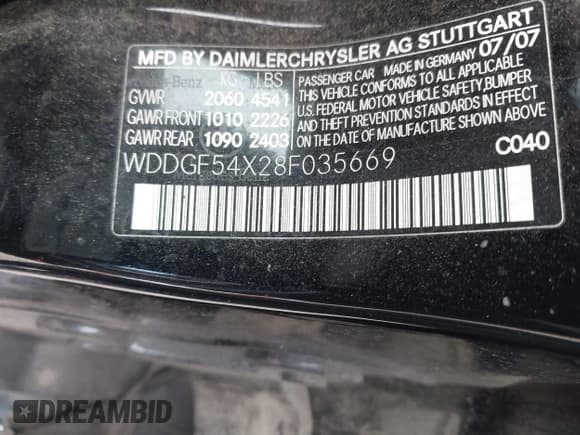 MFD BY DAIMLERCHRYSLER AG STUTTGART
KG LBS
GVWR 2060 4541
GAWR FRONT 1010 2226
GAWR REAR 1090 2403
PASSENGER CAR MADE IN GERMANY 07/07
THIS VEHICLE CONFORMS TO ALL APPLICABLE
U.S. FEDERAL MOTOR VEHICLE SAFETY, BUMPER
AND THEFT PREVENTION STANDARDS IN EFFECT
ON THE DATE OF MANUFACTURE SHOWN ABOVE
WDDGF54X28F035669
C040
DREAMBID